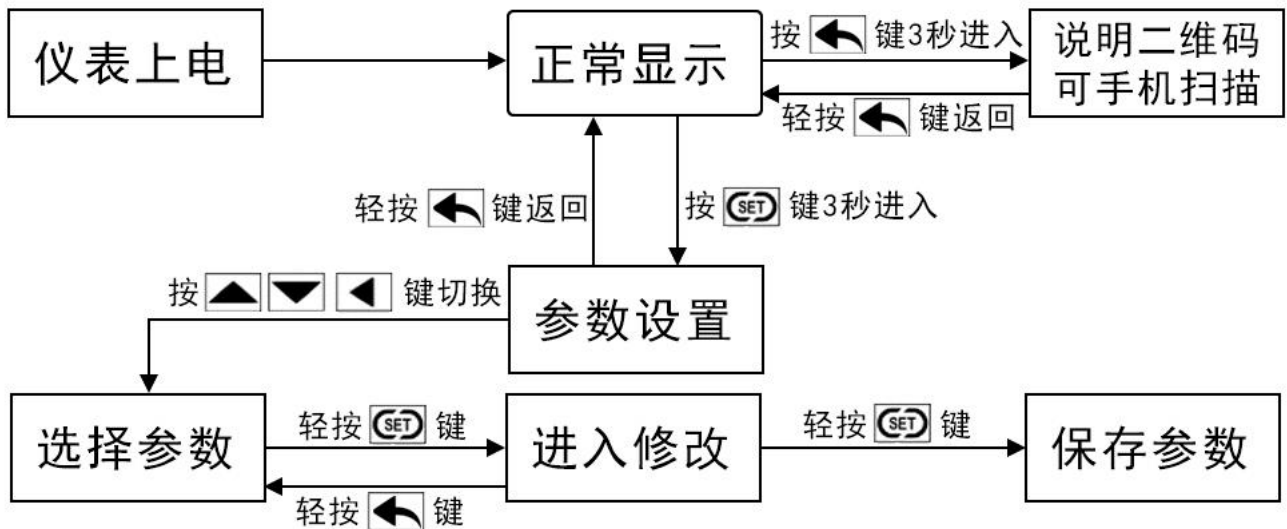 仪表上电
正常显示
按 键3秒进入
说明二维码
可手机扫描
轻按 键返回
轻按 键返回
按 SET 键3秒进入
按 键切换
参数设置
选择参数
轻按 SET 键
轻按 键
进入修改
轻按 SET 键
保存参数